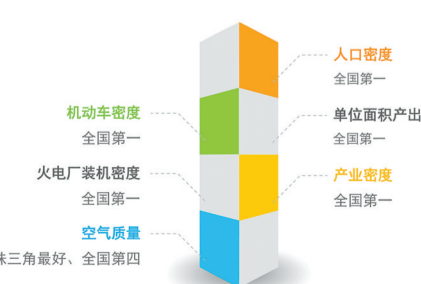 人口密度
全国第一
机动车密度
全国第一
单位面积产出
全国第一
火电厂装机密度
全国第一
产业密度
全国第一
空气质量
珠三角最好、全国第四